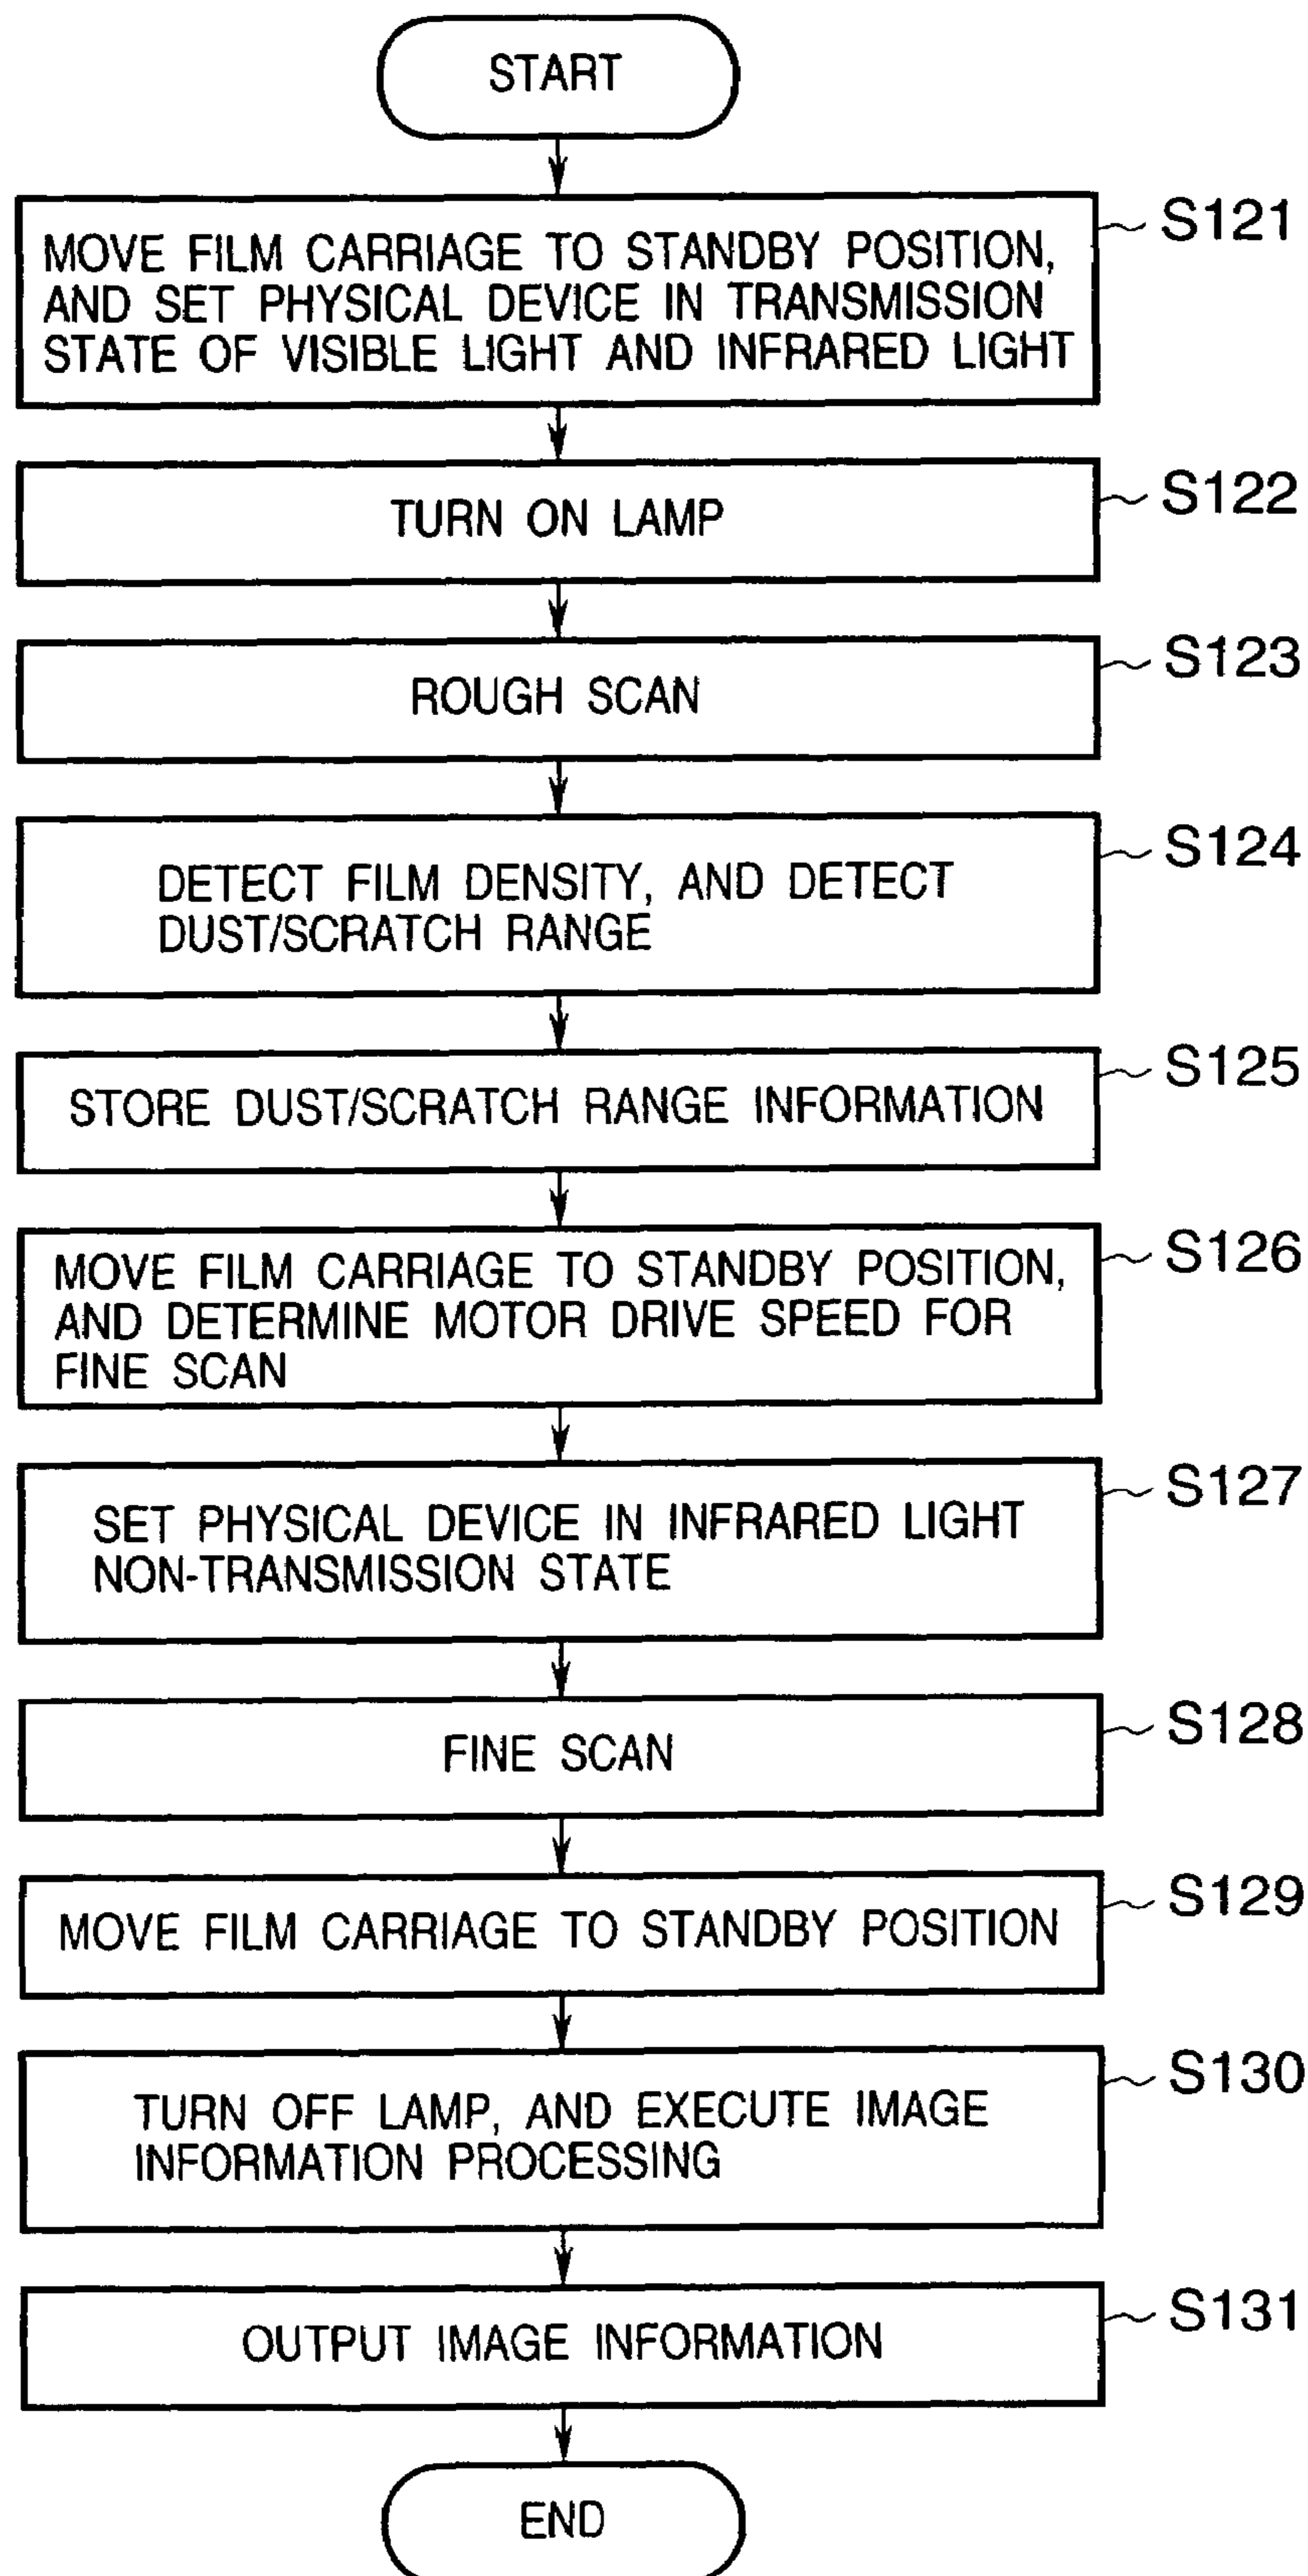 START
MOVE FILM CARRIAGE TO STANDBY POSITION,
AND SET PHYSICAL DEVICE IN TRANSMISSION
STATE OF VISIBLE LIGHT AND INFRARED LIGHT
S121
TURN ON LAMP
S122
ROUGH SCAN
S123
DETECT FILM DENSITY, AND DETECT
DUST/SCRATCH RANGE
S124
STORE DUST/SCRATCH RANGE INFORMATION
S125
MOVE FILM CARRIAGE TO STANDBY POSITION,
AND DETERMINE MOTOR DRIVE SPEED FOR
FINE SCAN
S126
SET PHYSICAL DEVICE IN INFRARED LIGHT
NON-TRANSMISSION STATE
S127
FINE SCAN
S128
MOVE FILM CARRIAGE TO STANDBY POSITION
S129
TURN OFF LAMP, AND EXECUTE IMAGE
INFORMATION PROCESSING
S130
OUTPUT IMAGE INFORMATION
S131
END